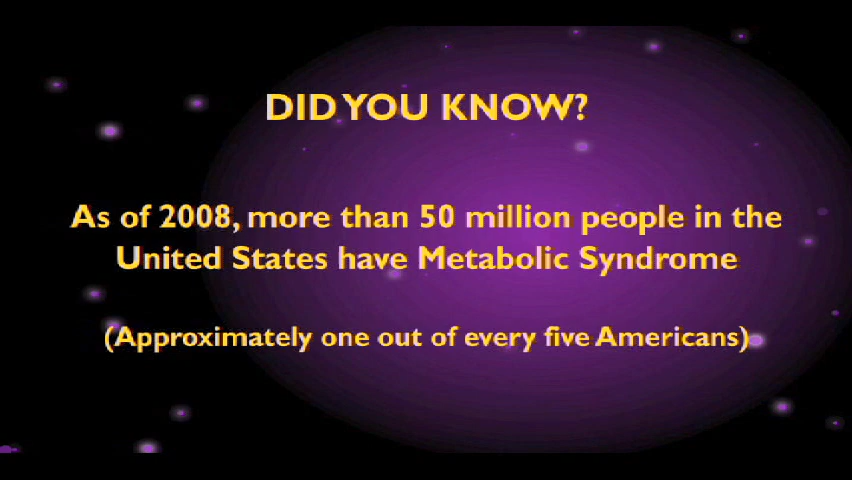 DID YOU KNOW?
As of 2008, more than 50 million people in the
United States have Metabolic Syndrome
(Approximately one out of every five Americans)